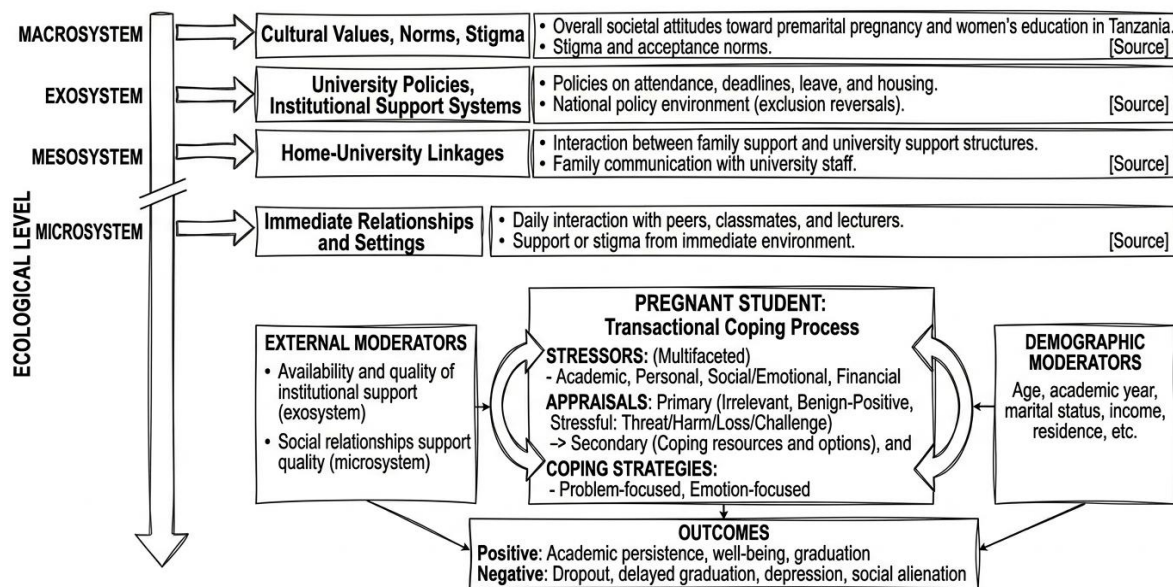 ECOLOGICAL LEVEL
MACROSYSTEM
Cultural Values, Norms, Stigma
• Overall societal attitudes toward premarital pregnancy and women's education in Tanzania.
• Stigma and acceptance norms.
[Source]
EXOSYSTEM
University Policies,
Institutional Support Systems
• Policies on attendance, deadlines, leave, and housing.
• National policy environment (exclusion reversals).
[Source]
MESOSYSTEM
Home-University Linkages
• Interaction between family support and university support structures.
• Family communication with university staff.
[Source]
MICROSYSTEM
Immediate Relationships
and Settings
• Daily interaction with peers, classmates, and lecturers.
• Support or stigma from immediate environment.
[Source]
EXTERNAL MODERATORS
• Availability and quality of
institutional support
(exosystem)
• Social relationships support
quality (microsystem)
PREGNANT STUDENT:
Transactional Coping Process
STRESSORS: (Multifaceted)
- Academic, Personal, Social/Emotional, Financial
APPRAISALS: Primary (Irrelevant, Benign-Positive,
Stressful: Threat/Harm/Loss/Challenge)
–> Secondary (Coping resources and options), and
COPING STRATEGIES:
- Problem-focused, Emotion-focused
DEMOGRAPHIC
MODERATORS
Age, academic year,
marital status, income,
residence, etc.
OUTCOMES
Positive: Academic persistence, well-being, graduation
Negative: Dropout, delayed graduation, depression, social alienation